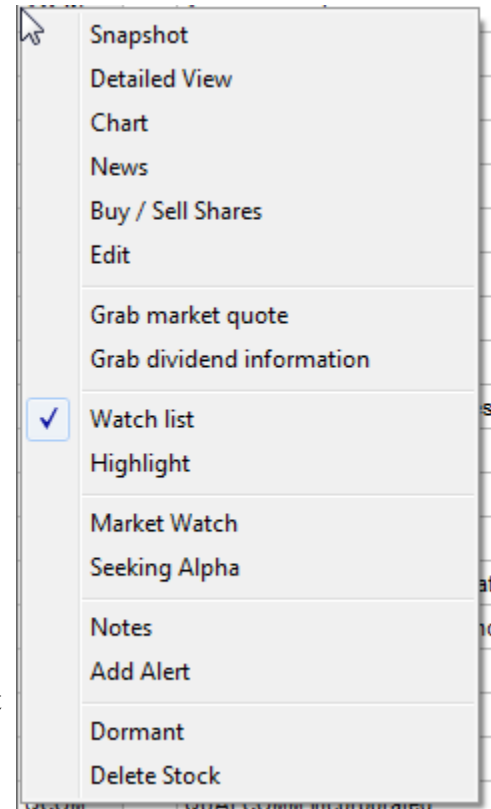 Snapshot
Detailed View
Chart
News
Buy / Sell Shares
Edit
Grab market quote
Grab dividend information
Watch list
Highlight
Market Watch
Seeking Alpha
Notes
Add Alert
Dormant
Delete Stock